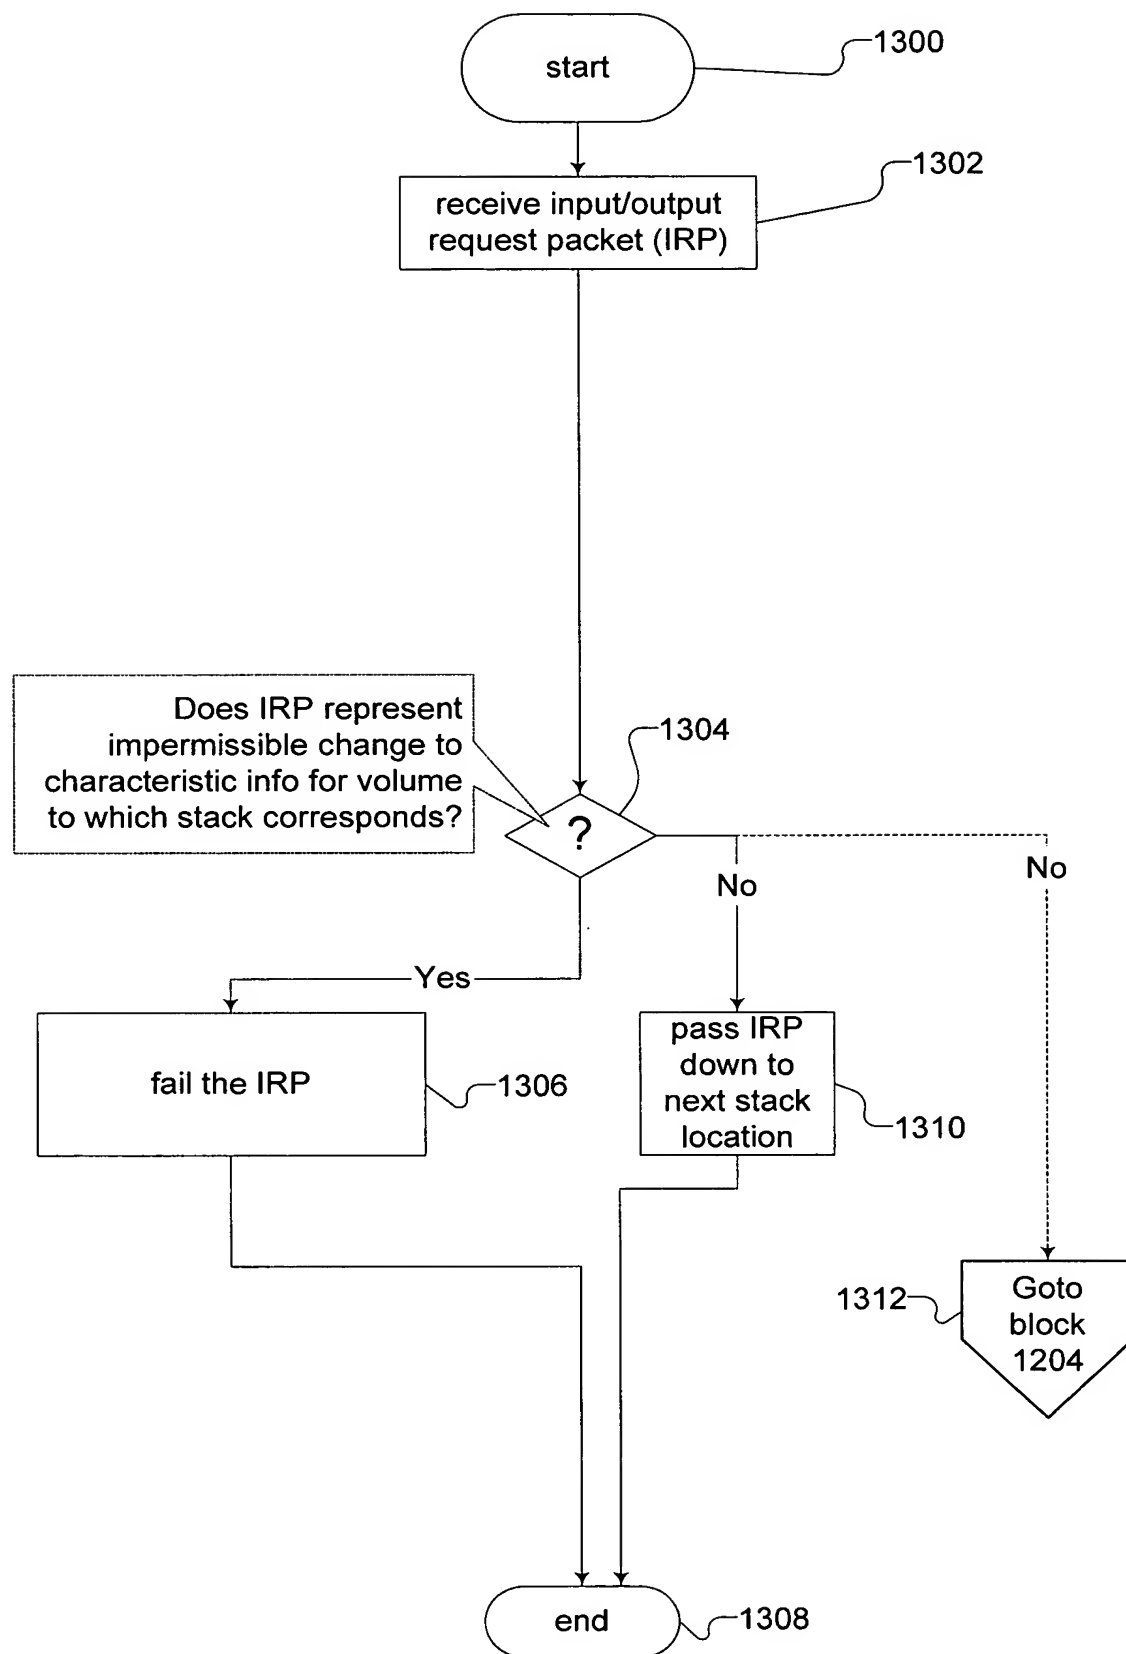 start
1300
receive input/output
request packet (IRP)
1302
Does IRP represent
impermissible change to
characteristic info for volume
to which stack corresponds?
1304
?
No
No
Yes
fail the IRP
1306
pass IRP
down to
next stack
location
1310
1312
Goto
block
1204
end
1308